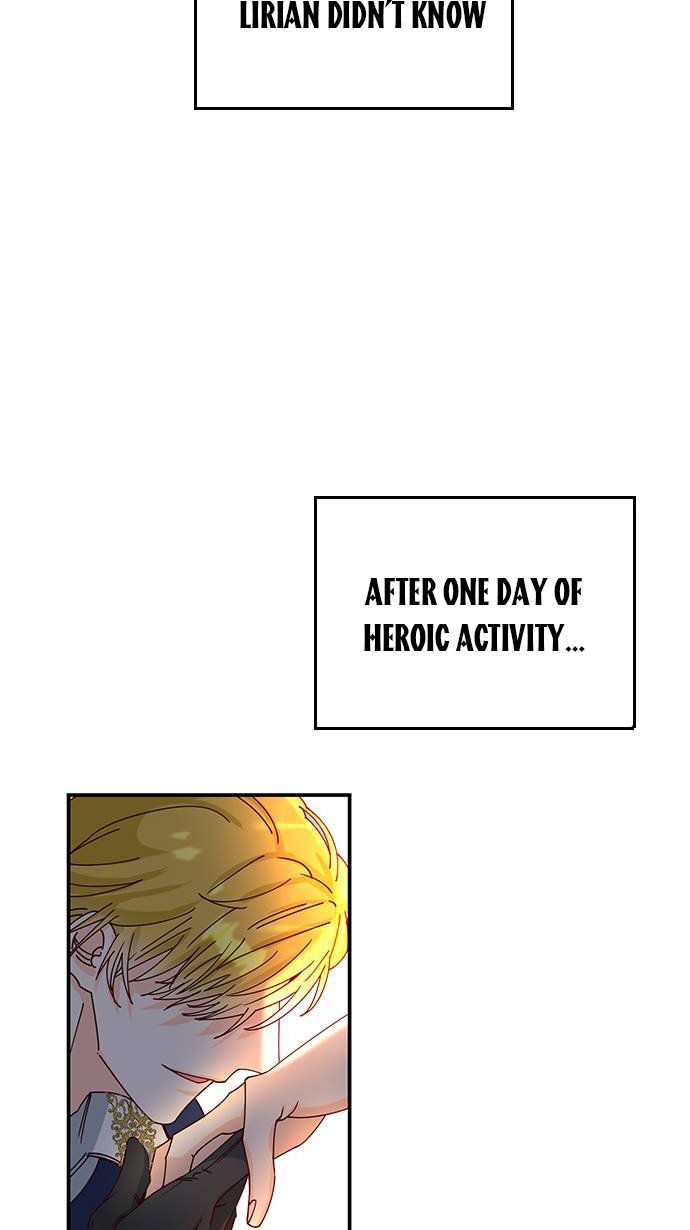 LIRIAN DIDN'T KNOW
AFTER ONE DAY OF
HEROIC ACTIVITY...